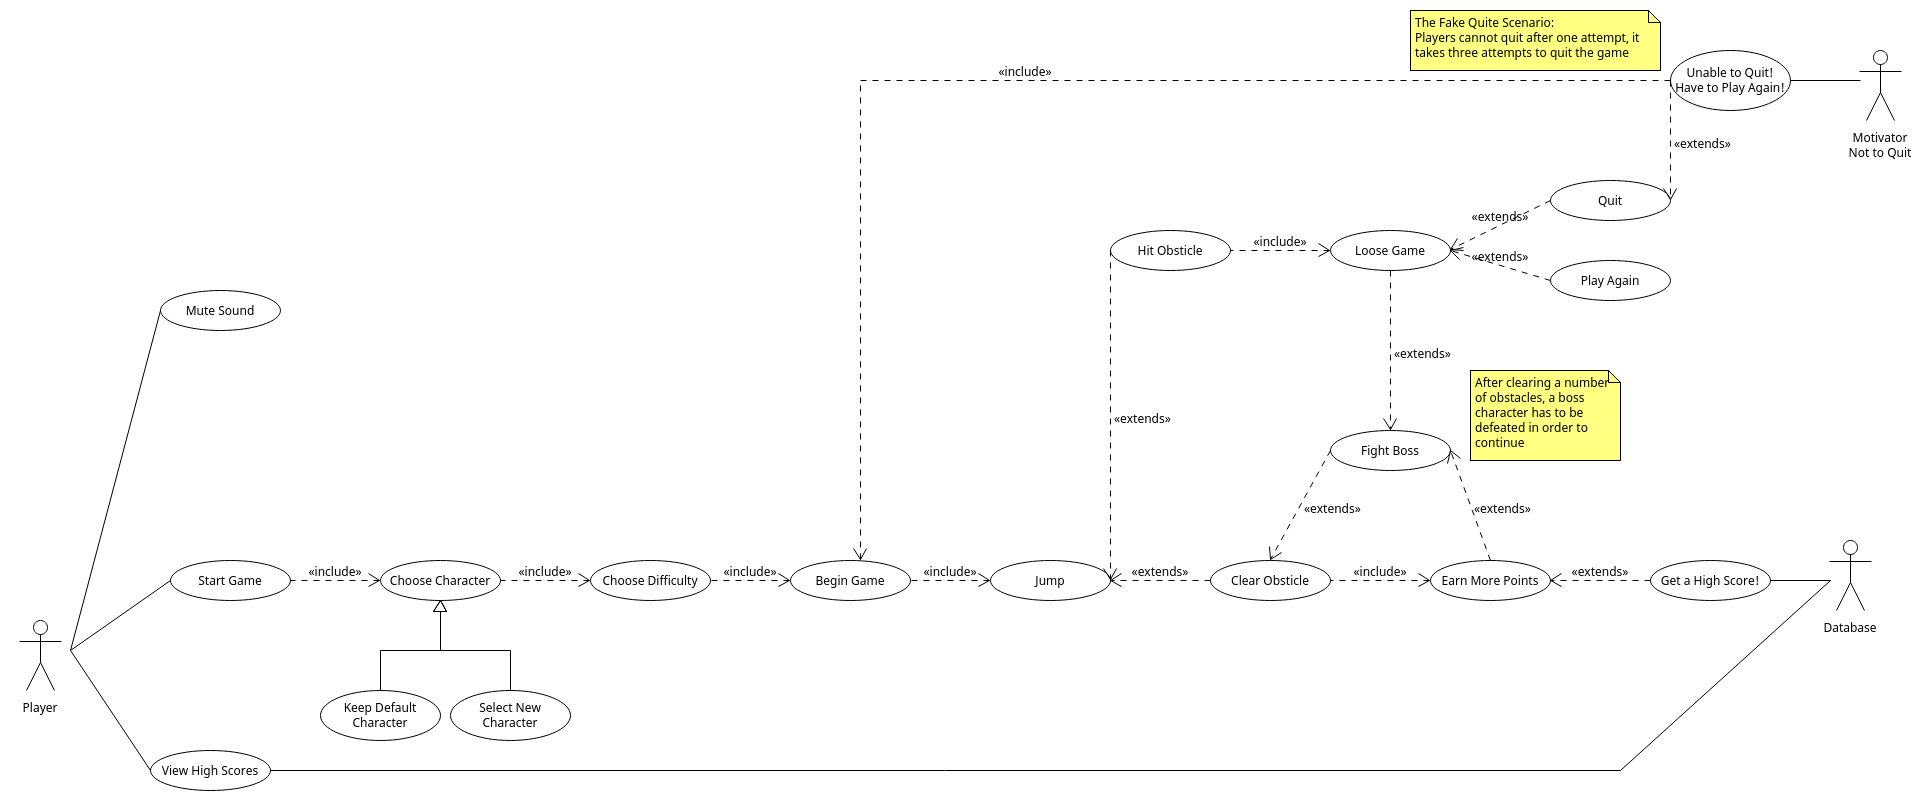 The Fake Quite Scenario:
Players cannot quit after one attempt, it
takes three attempts to quit the game
«include»
Unable to Quit!
Have to Play Again!
Motivator
Not to Quit
«extends»
Quit
«extends»
Hit Obsticle
«include»
Loose Game
«extends»
Play Again
Mute Sound
«extends»
After clearing a number
of obstacles, a boss
character has to be
defeated in order to
continue
«extends»
Fight Boss
«extends»
«extends»
Start Game
«include»
Choose Character
«include»
Choose Difficulty
«include»
Begin Game
«include»
Jump
«extends»
Clear Obsticle
«include»
Earn More Points
«extends»
Get a High Score!
Database
Player
Keep Default
Character
Select New
Character
View High Scores